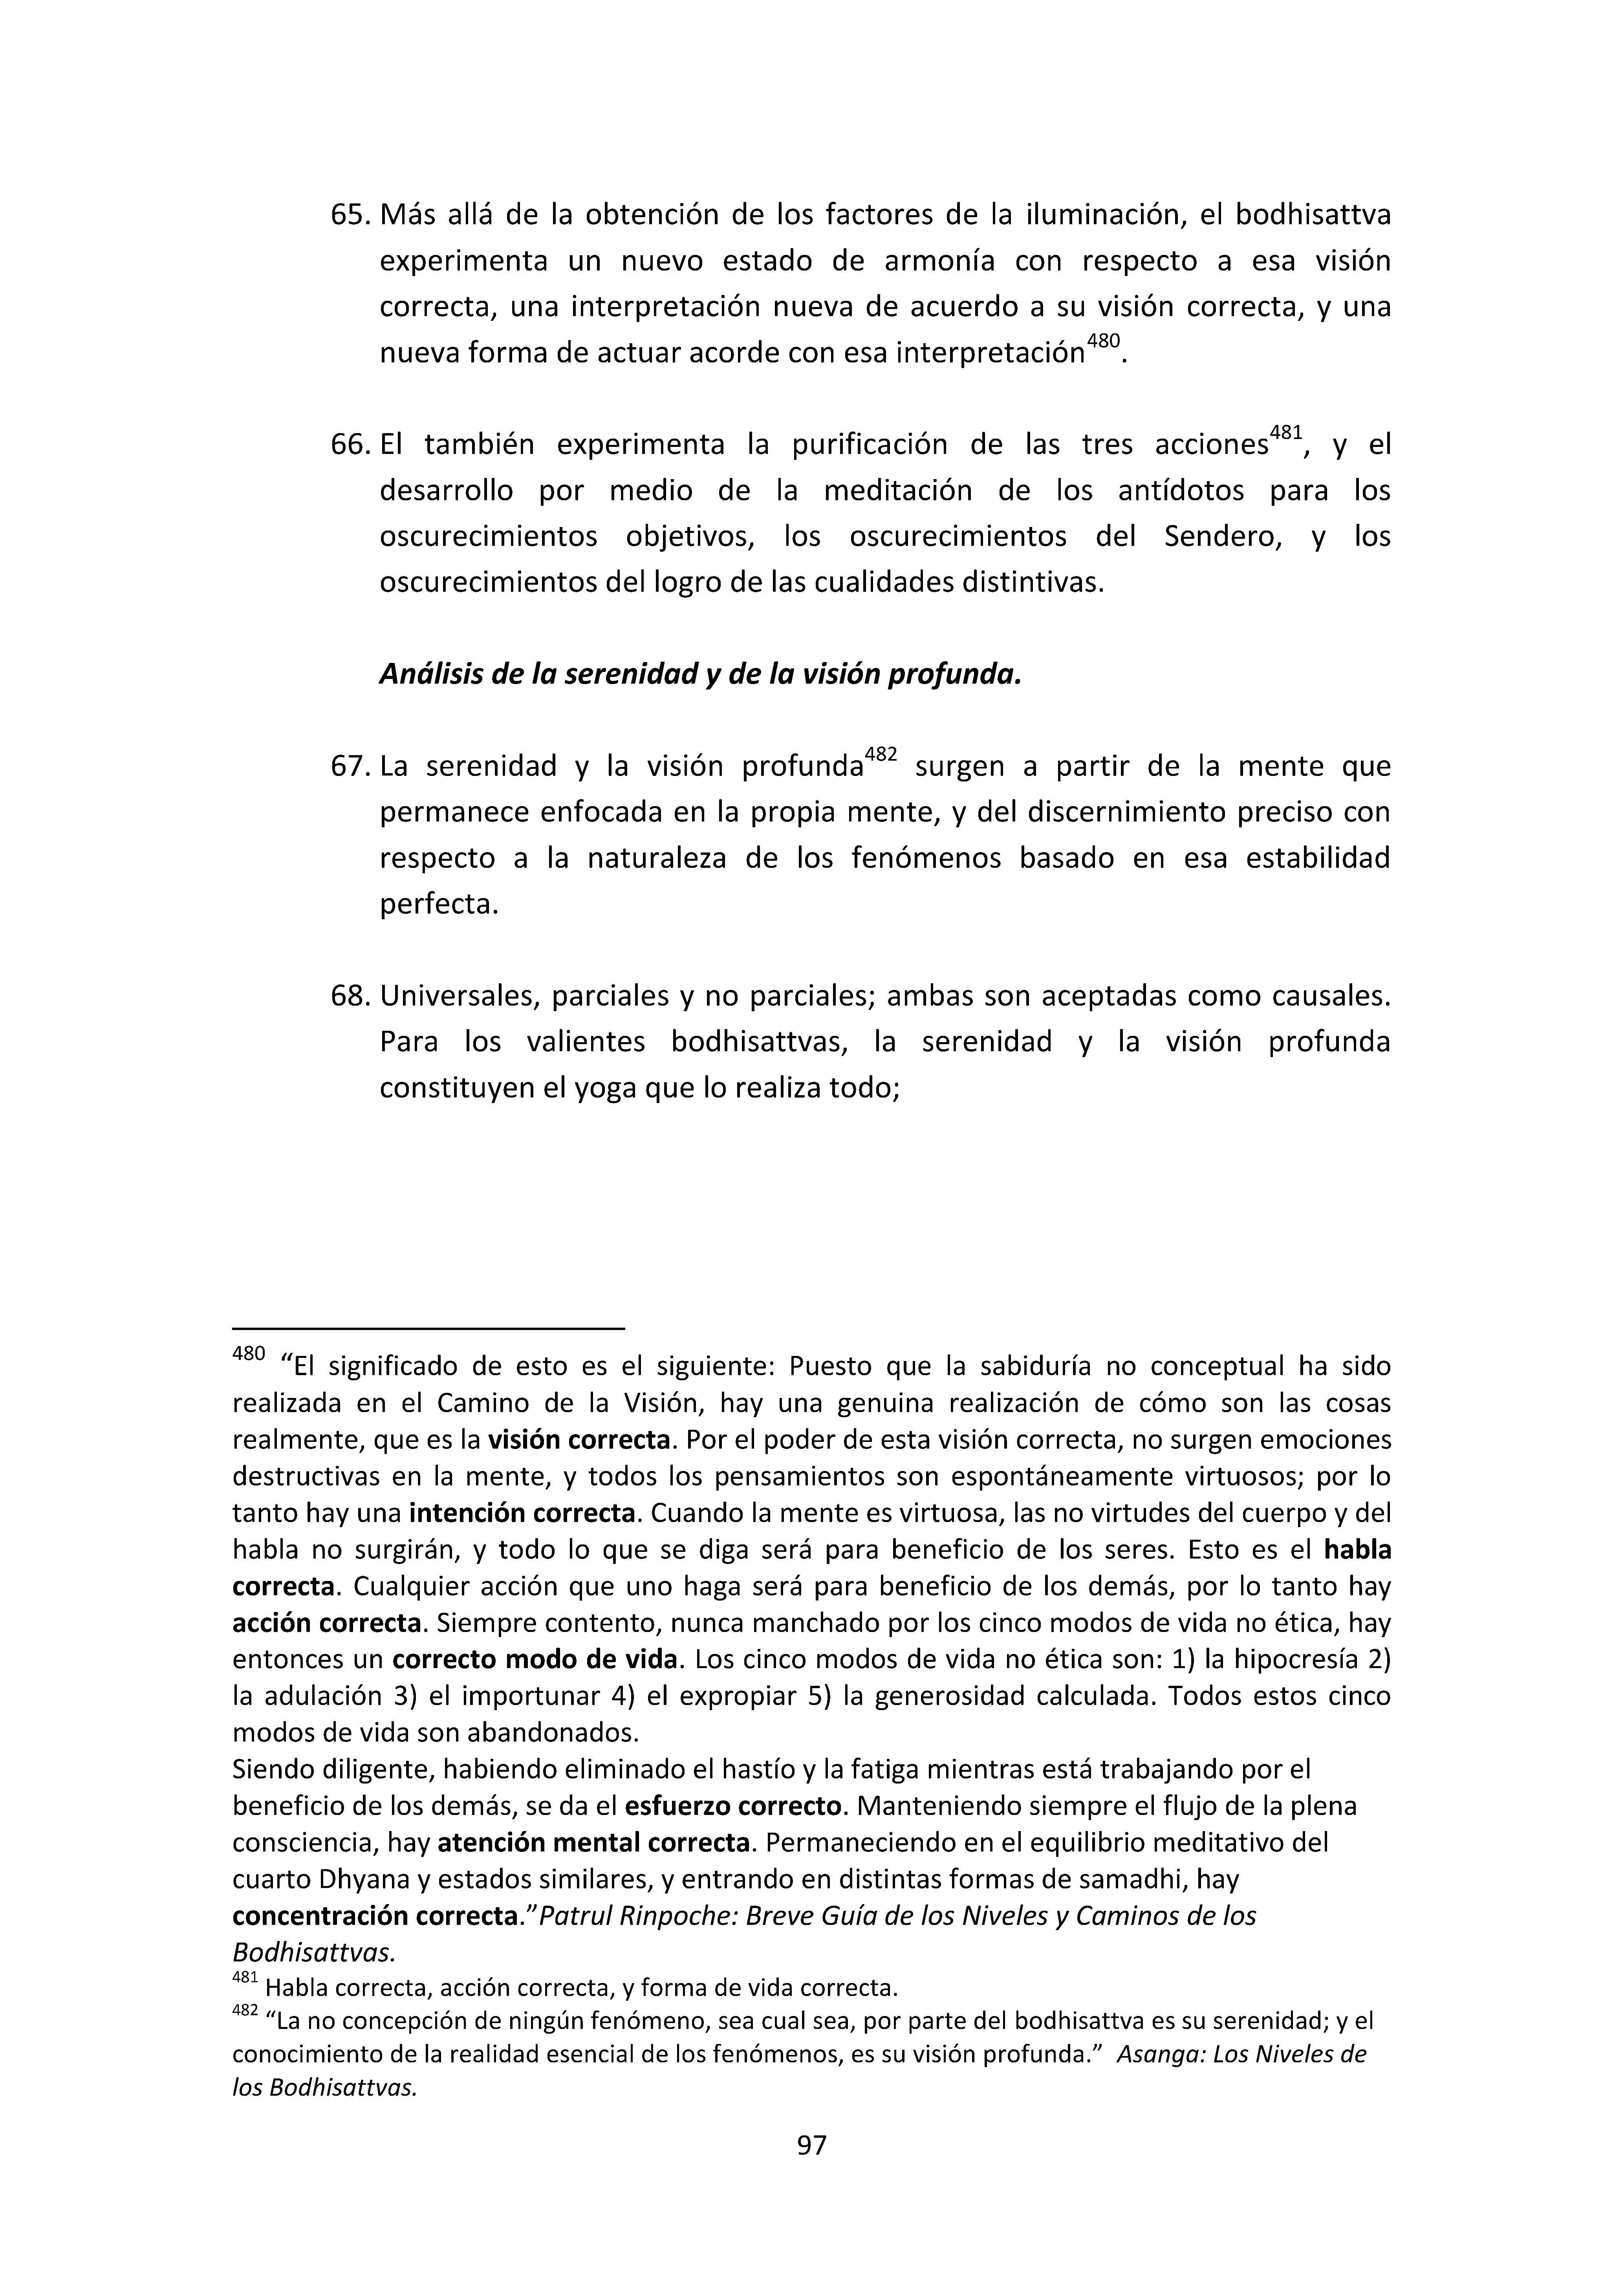 65. Más allá de la obtención de los factores de la iluminación, el bodhisattva
experimenta un nuevo estado de armonía con respecto a esa visión
correcta, una interpretación nueva de acuerdo a su visión correcta, y una
nueva forma de actuar acorde con esa interpretación480.
66. El también experimenta la purificación de las tres acciones481, y el
desarrollo por medio de la meditación de los antídotos para los
oscurecimientos objetivos, los oscurecimientos del Sendero, y los
oscurecimientos del logro de las cualidades distintivas.
Análisis de la serenidad y de la visión profunda.
67. La serenidad y la visión profunda482 surgen a partir de la mente que
permanece enfocada en la propia mente, y del discernimiento preciso con
respecto a la naturaleza de los fenómenos basado en esa estabilidad
perfecta.
68. Universales, parciales y no parciales; ambas son aceptadas como causales.
Para los valientes bodhisattvas, la serenidad y la visión profunda
constituyen el yoga que lo realiza todo;
480 “El significado de esto es el siguiente: Puesto que la sabiduría no conceptual ha sido
realizada en el Camino de la Visión, hay una genuina realización de cómo son las cosas
realmente, que es la visión correcta. Por el poder de esta visión correcta, no surgen emociones
destructivas en la mente, y todos los pensamientos son espontáneamente virtuosos; por lo
tanto hay una intención correcta. Cuando la mente es virtuosa, las no virtudes del cuerpo y del
habla no surgirán, y todo lo que se diga será para beneficio de los seres. Esto es el habla
correcta. Cualquier acción que uno haga será para beneficio de los demás, por lo tanto hay
acción correcta. Siempre contento, nunca manchado por los cinco modos de vida no ética, hay
entonces un correcto modo de vida. Los cinco modos de vida no ética son: 1) la hipocresía 2)
la adulación 3) el importunar 4) el expropiar 5) la generosidad calculada. Todos estos cinco
modos de vida son abandonados.
Siendo diligente, habiendo eliminado el hastío y la fatiga mientras está trabajando por el
beneficio de los demás, se da el esfuerzo correcto. Manteniendo siempre el flujo de la plena
consciencia, hay atención mental correcta. Permaneciendo en el equilibrio meditativo del
cuarto Dhyana y estados similares, y entrando en distintas formas de samadhi, hay
concentración correcta.”Patrul Rinpoche: Breve Guía de los Niveles y Caminos de los
Bodhisattvas.
481 Habla correcta, acción correcta, y forma de vida correcta.
482 “La no concepción de ningún fenómeno, sea cual sea, por parte del bodhisattva es su serenidad; y el
conocimiento de la realidad esencial de los fenómenos, es su visión profunda.” Asanga: Los Niveles de
los Bodhisattvas.
97